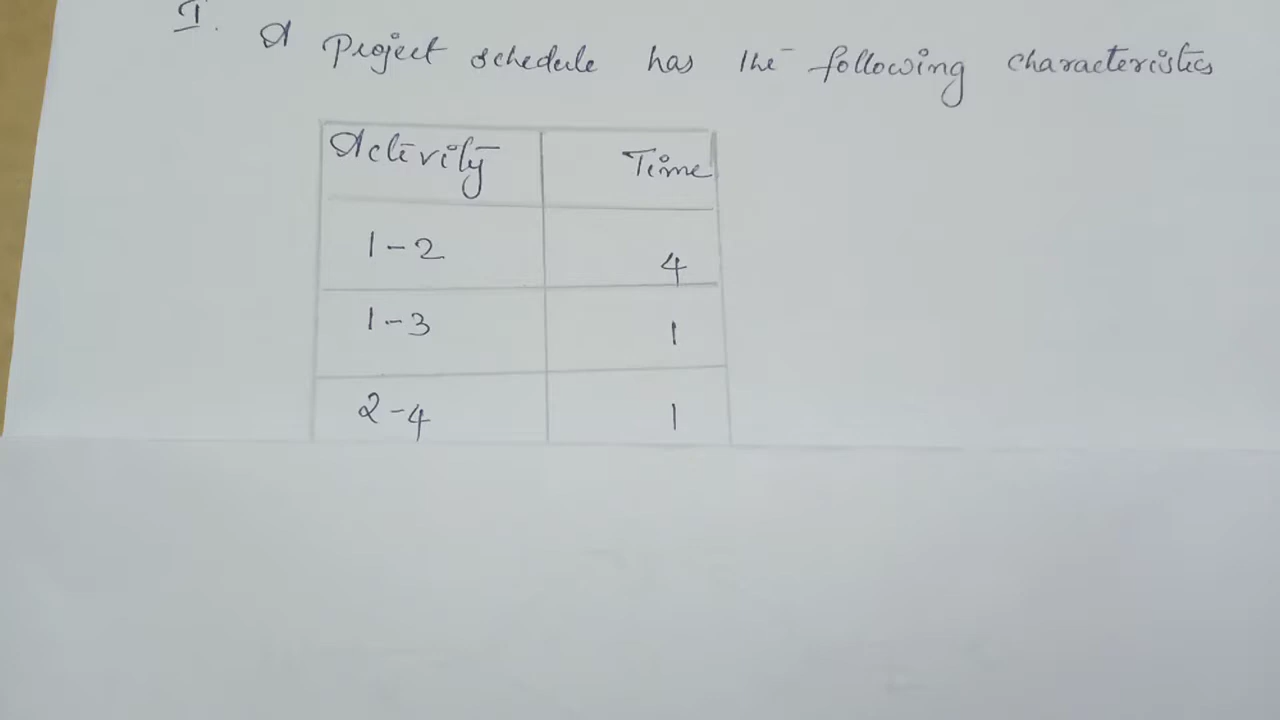 I. A Project schedule has the following characteristics
Activity Time
1-2 4
1-3 1
2-4 1